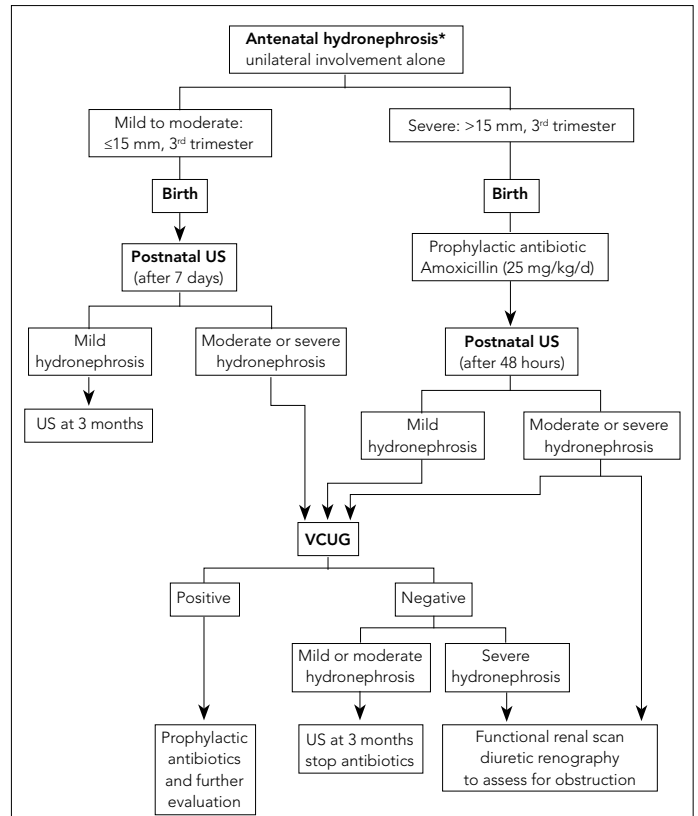 Antenatal hydronephrosis*
unilateral involvement alone
Mild to moderate:
≤15 mm, 3rd trimester
Severe: >15 mm, 3rd trimester
Birth
Birth
Postnatal US
(after 7 days)
Prophylactic antibiotic
Amoxicillin (25 mg/kg/d)
Mild
hydronephrosis
Moderate or severe
hydronephrosis
Postnatal US
(after 48 hours)
US at 3 months
Mild
hydronephrosis
Moderate or severe
hydronephrosis
VCUG
Positive
Negative
Mild or moderate
hydronephrosis
Severe
hydronephrosis
Prophylactic
antibiotics
and further
evaluation
US at 3 months
stop antibiotics
Functional renal scan
diuretic renography
to assess for obstruction